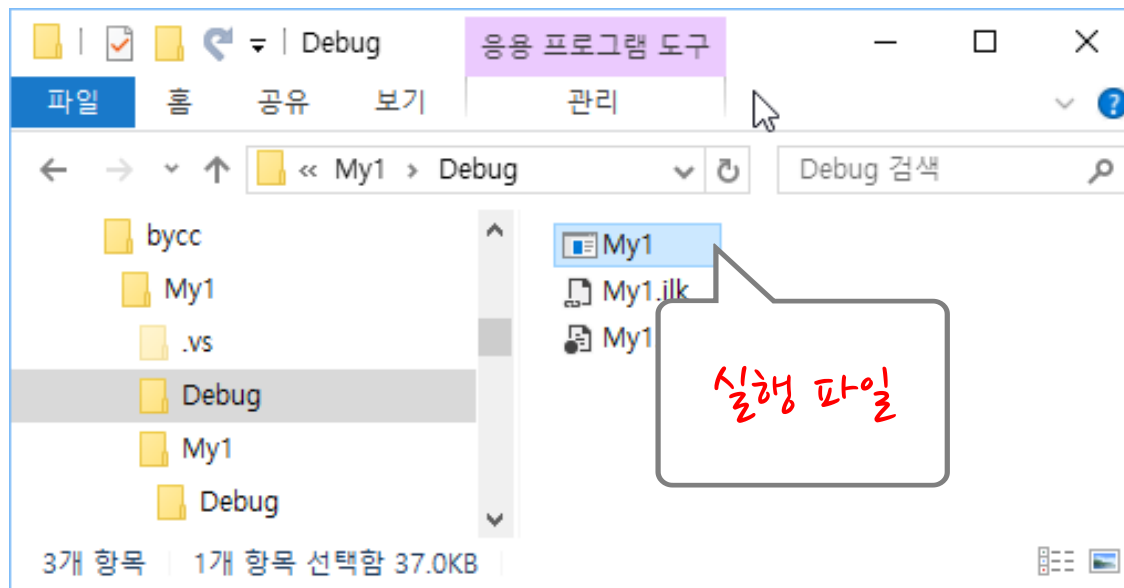 Debug 응용 프로그램 도구
파일 홈 공유 보기 관리
« My1 › Debug Debug 검색
bycc
My1
.vs
Debug
My1
Debug
My1
My1.ilk
My1
실행 파일
3개 항목 1개 항목 선택함 37.0KB